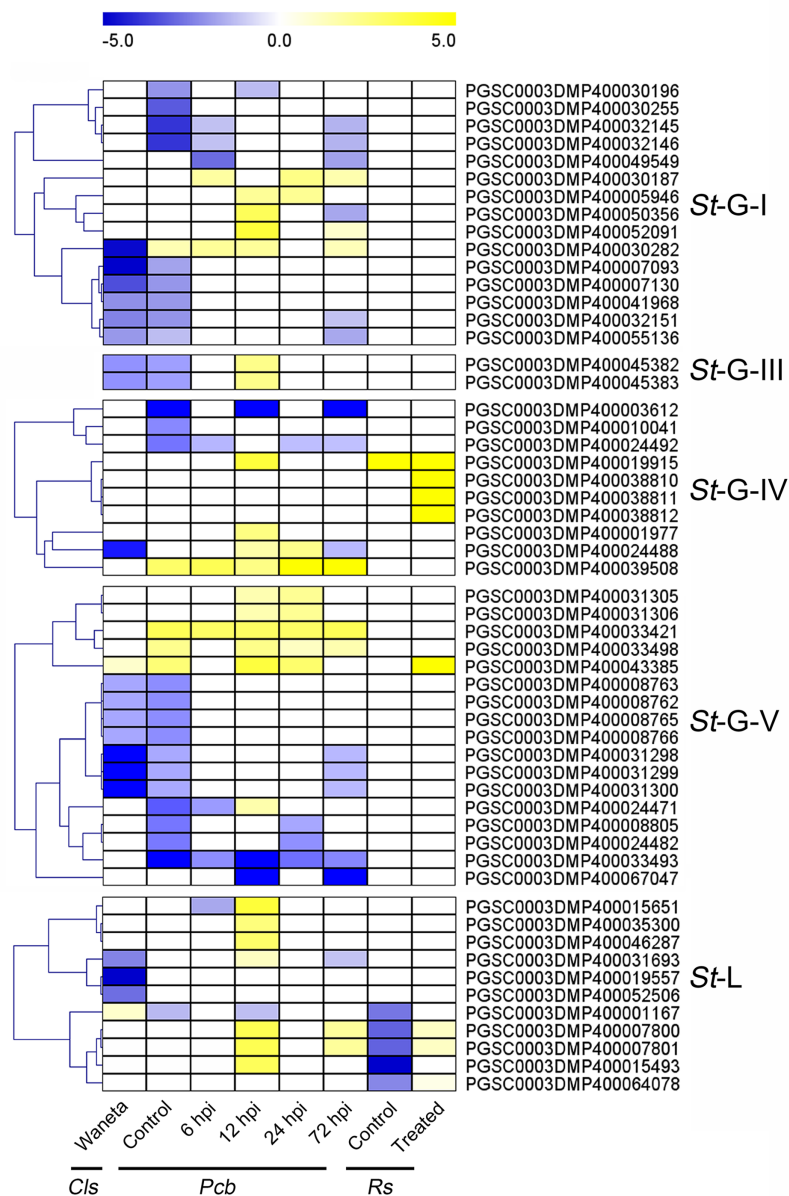 -5.0 0.0 5.0
PGSC0003DMP400030196
PGSC0003DMP400030255
PGSC0003DMP400032145
PGSC0003DMP400032146
PGSC0003DMP400049549
PGSC0003DMP400030187
PGSC0003DMP400005946
PGSC0003DMP400050356
PGSC0003DMP400052091
PGSC0003DMP400030282
PGSC0003DMP400007093
PGSC0003DMP400007130
PGSC0003DMP400041968
PGSC0003DMP400032151
PGSC0003DMP400055136
St-G-I
PGSC0003DMP400045382
PGSC0003DMP400045383
St-G-III
PGSC0003DMP400003612
PGSC0003DMP400010041
PGSC0003DMP400024492
PGSC0003DMP400019915
PGSC0003DMP400038810
PGSC0003DMP400038811
PGSC0003DMP400038812
PGSC0003DMP400001977
PGSC0003DMP400024488
PGSC0003DMP400039508
St-G-IV
PGSC0003DMP400031305
PGSC0003DMP400031306
PGSC0003DMP400033421
PGSC0003DMP400033498
PGSC0003DMP400043385
PGSC0003DMP400008763
PGSC0003DMP400008762
PGSC0003DMP400008765
PGSC0003DMP400008766
PGSC0003DMP400031298
PGSC0003DMP400031299
PGSC0003DMP400031300
PGSC0003DMP400024471
PGSC0003DMP400008805
PGSC0003DMP400024482
PGSC0003DMP400033493
PGSC0003DMP400067047
St-G-V
PGSC0003DMP400015651
PGSC0003DMP400035300
PGSC0003DMP400046287
PGSC0003DMP400031693
PGSC0003DMP400019557
PGSC0003DMP400052506
PGSC0003DMP400001167
PGSC0003DMP400007800
PGSC0003DMP400007801
PGSC0003DMP400015493
PGSC0003DMP400064078
St-L
Waneta
Control
6 hpi
12 hpi
24 hpi
72 hpi
Control
Treated
Cls Pcb Rs